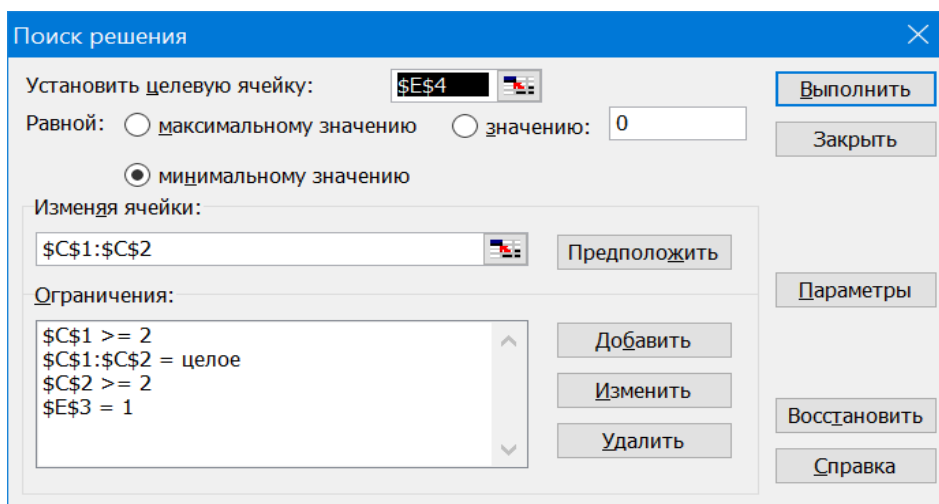 Поиск решения
Установить целевую ячейку: $E$4
Выполнить
Равной: максимальному значению значению: 0
Закрыть
минимальному значению
Изменяя ячейки:
$C$1:$C$2
Предположить
Ограничения:
Параметры
$C$1 >= 2
$C$1:$C$2 = целое
$C$2 >= 2
$E$3 = 1
Добавить
Изменить
Удалить
Восстановить
Справка